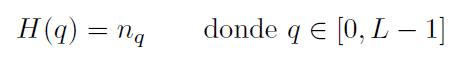 H(q) = n_q donde q ∈ [0, L − 1]